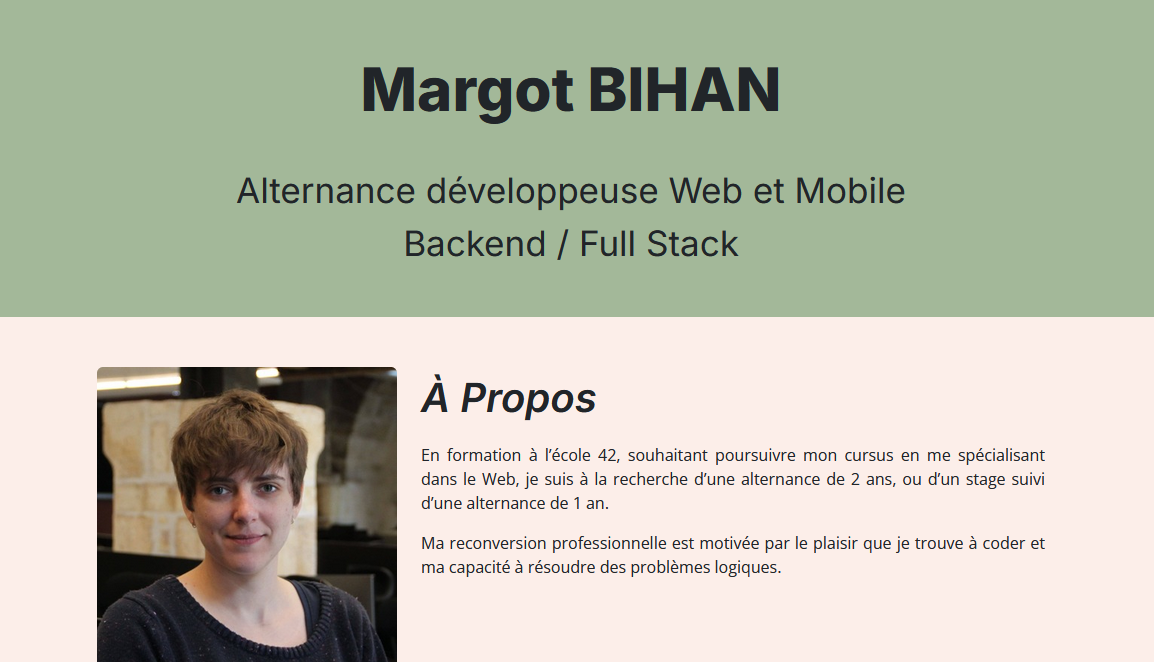 Margot BIHAN
Alternance développeuse Web et Mobile
Backend / Full Stack
À Propos
En formation à l’école 42, souhaitant poursuivre mon cursus en me spécialisant
dans le Web, je suis à la recherche d’une alternance de 2 ans, ou d’un stage suivi
d’une alternance de 1 an.
Ma reconversion professionnelle est motivée par le plaisir que je trouve à coder et
ma capacité à résoudre des problèmes logiques.